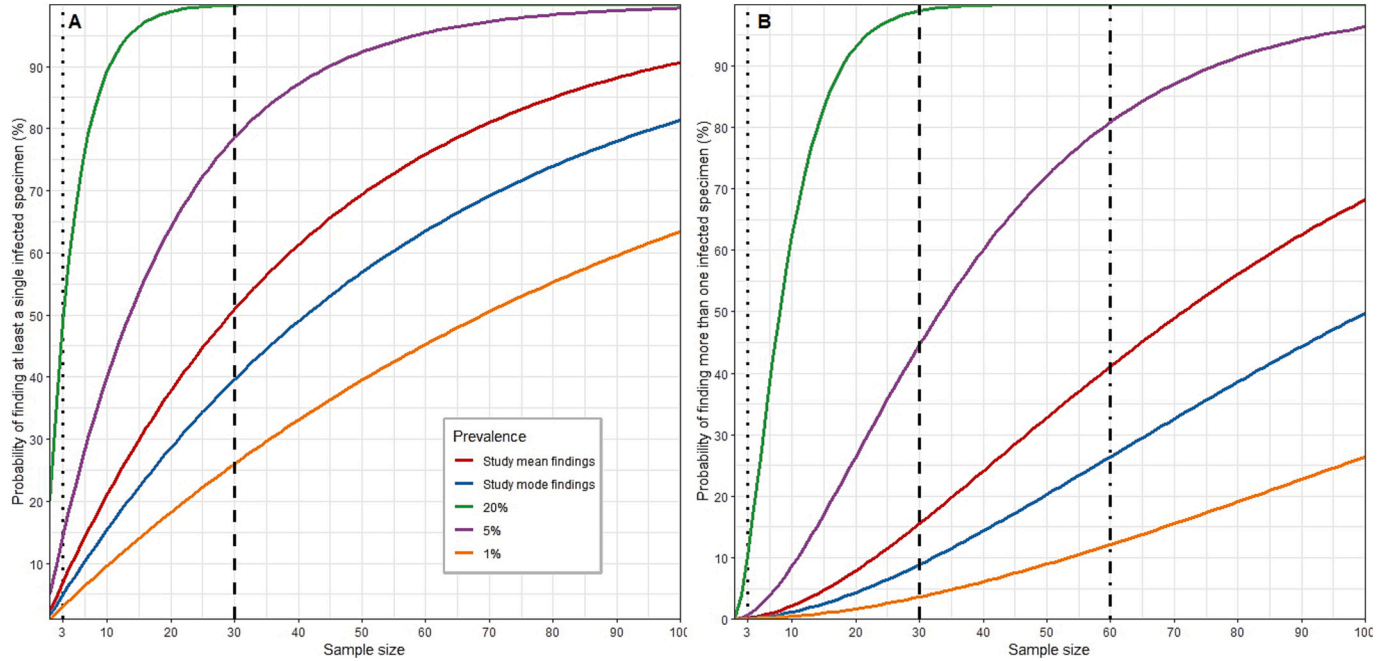 A
Probability of finding at least a single infected specimen (%)
90
80
70
60
50
40
30
20
10
Prevalence
Study mean findings
Study mode findings
20%
5%
1%
3 10 20 30 40 50 60 70 80 90 100
Sample size
B
Probability of finding more than one infected specimen (%)
90
80
70
60
50
40
30
20
10
0
3 10 20 30 40 50 60 70 80 90 100
Sample size